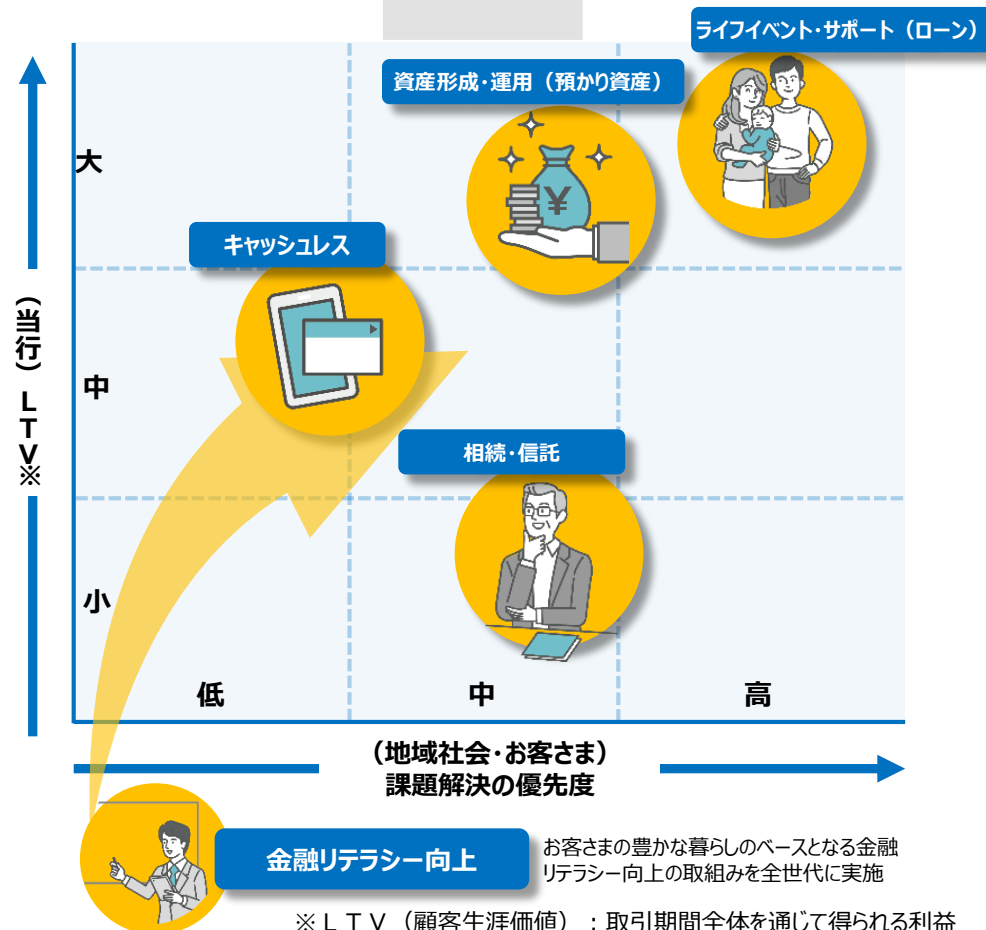 ライフイベント・サポート（ローン）
資産形成・運用（預かり資産）
大
キャッシュレス
（当行）ＬＴＶ※
中
相続・信託
¥
小
低
中
高
（地域社会・お客さま）
課題解決の優先度
金融リテラシー向上
お客さまの豊かな暮らしのベースとなる金融
リテラシー向上の取組みを全世代に実施
※ＬＴＶ（顧客生涯価値）：取引期間全体を通じて得られる利益